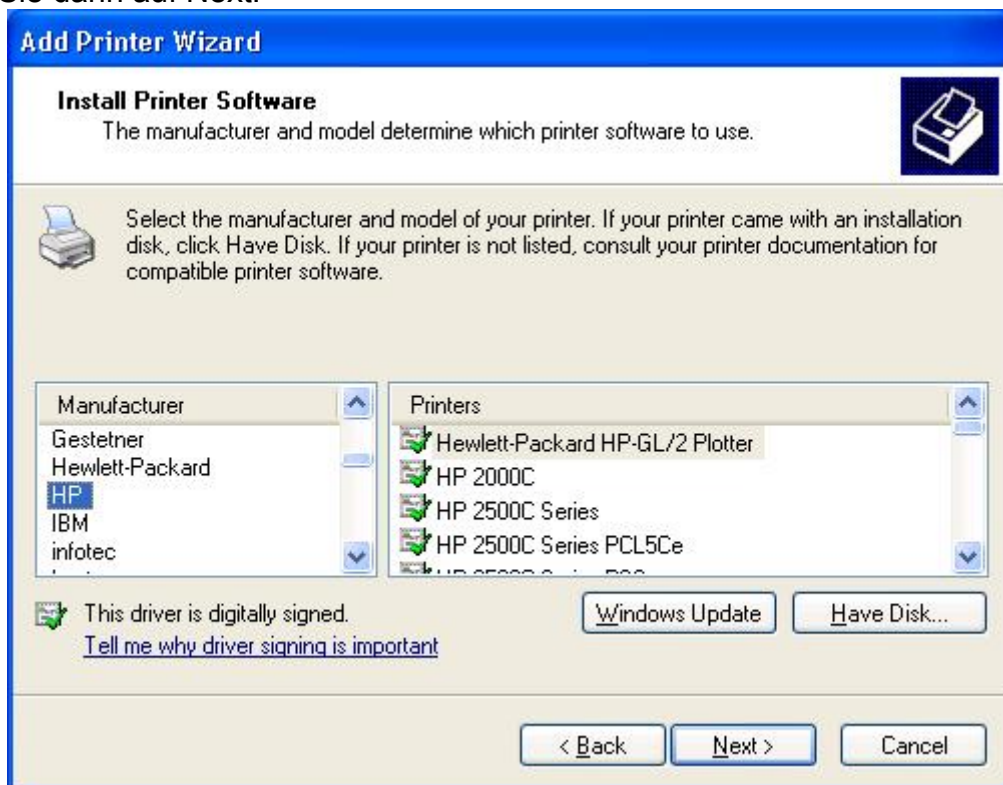 Sie dann auf Next.
Add Printer Wizard
Install Printer Software
The manufacturer and model determine which printer software to use.
Select the manufacturer and model of your printer. If your printer came with an installation
disk, click Have Disk. If your printer is not listed, consult your printer documentation for
compatible printer software.
Manufacturer
Gestetner
Hewlett-Packard
HP
IBM
infotec
Printers
Hewlett-Packard HP-GL/2 Plotter
HP 2000C
HP 2500C Series
HP 2500C Series PCL5Ce
This driver is digitally signed.
Tell me why driver signing is important
Windows Update
Have Disk...
< Back
Next >
Cancel